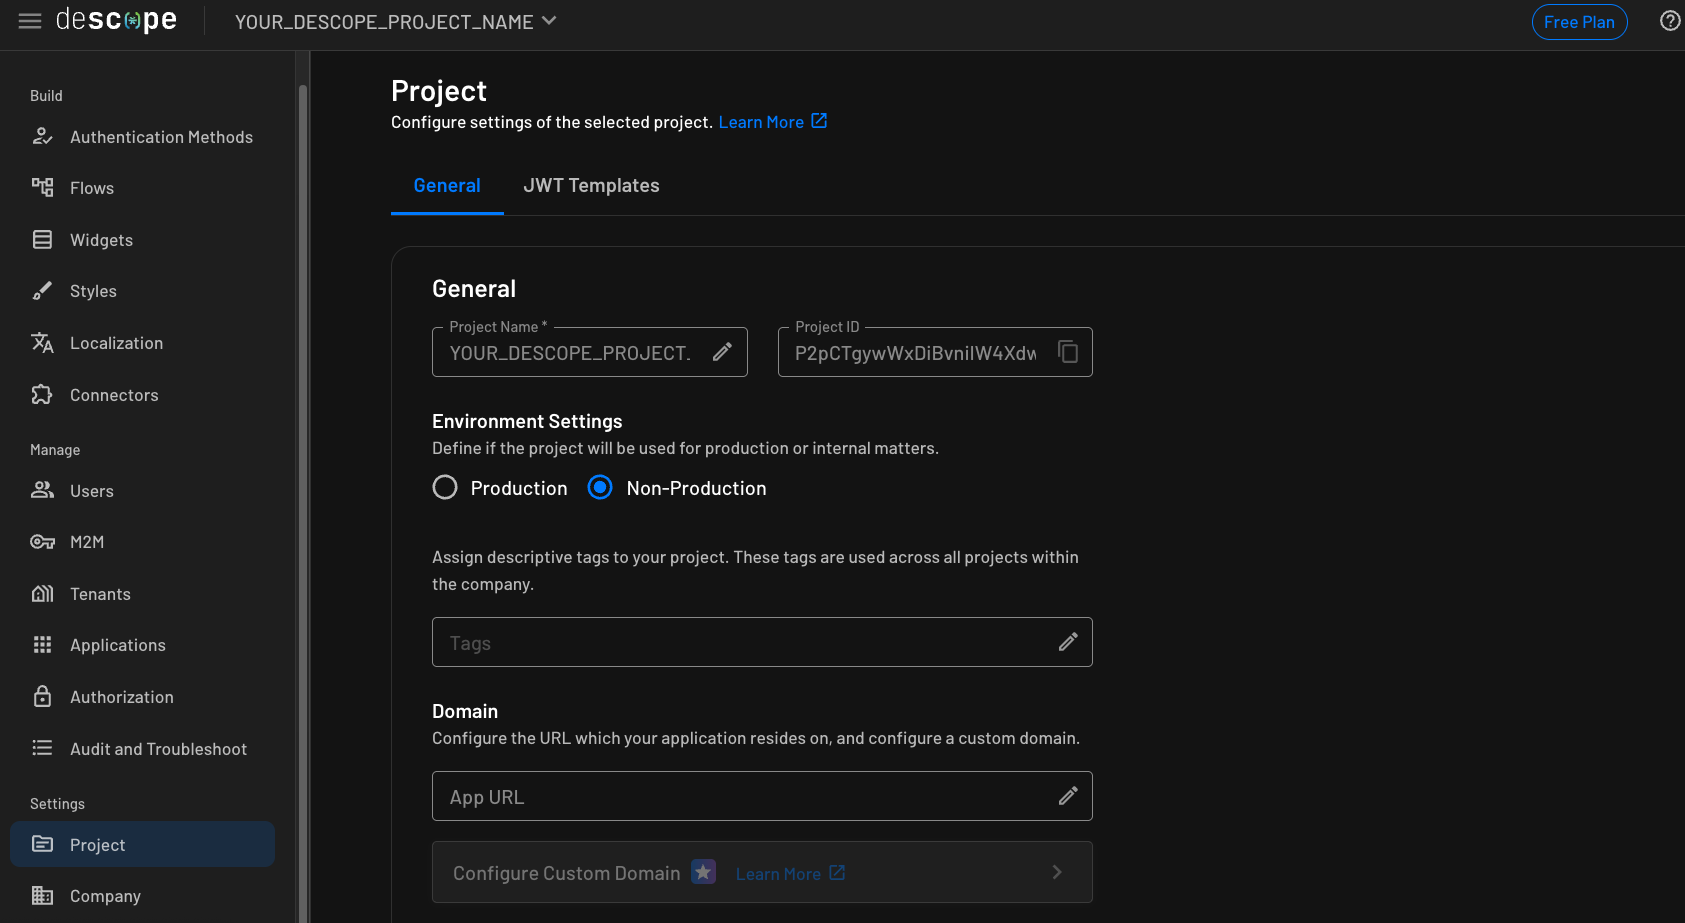 descope
YOUR_DESCOPE_PROJECT_NAME
Free Plan
Build
Authentication Methods
Flows
Widgets
Styles
Localization
Connectors
Manage
Users
M2M
Tenants
Applications
Authorization
Audit and Troubleshoot
Settings
Project
Company
Project
Configure settings of the selected project. Learn More
General JWT Templates
General
Project Name * Project ID
YOUR_DESCOPE_PROJECT. P2pCTgywWxDiBvnilW4Xdw
Environment Settings
Define if the project will be used for production or internal matters.
Production Non-Production
Assign descriptive tags to your project. These tags are used across all projects within
the company.
Tags
Domain
Configure the URL which your application resides on, and configure a custom domain.
App URL
Configure Custom Domain Learn More